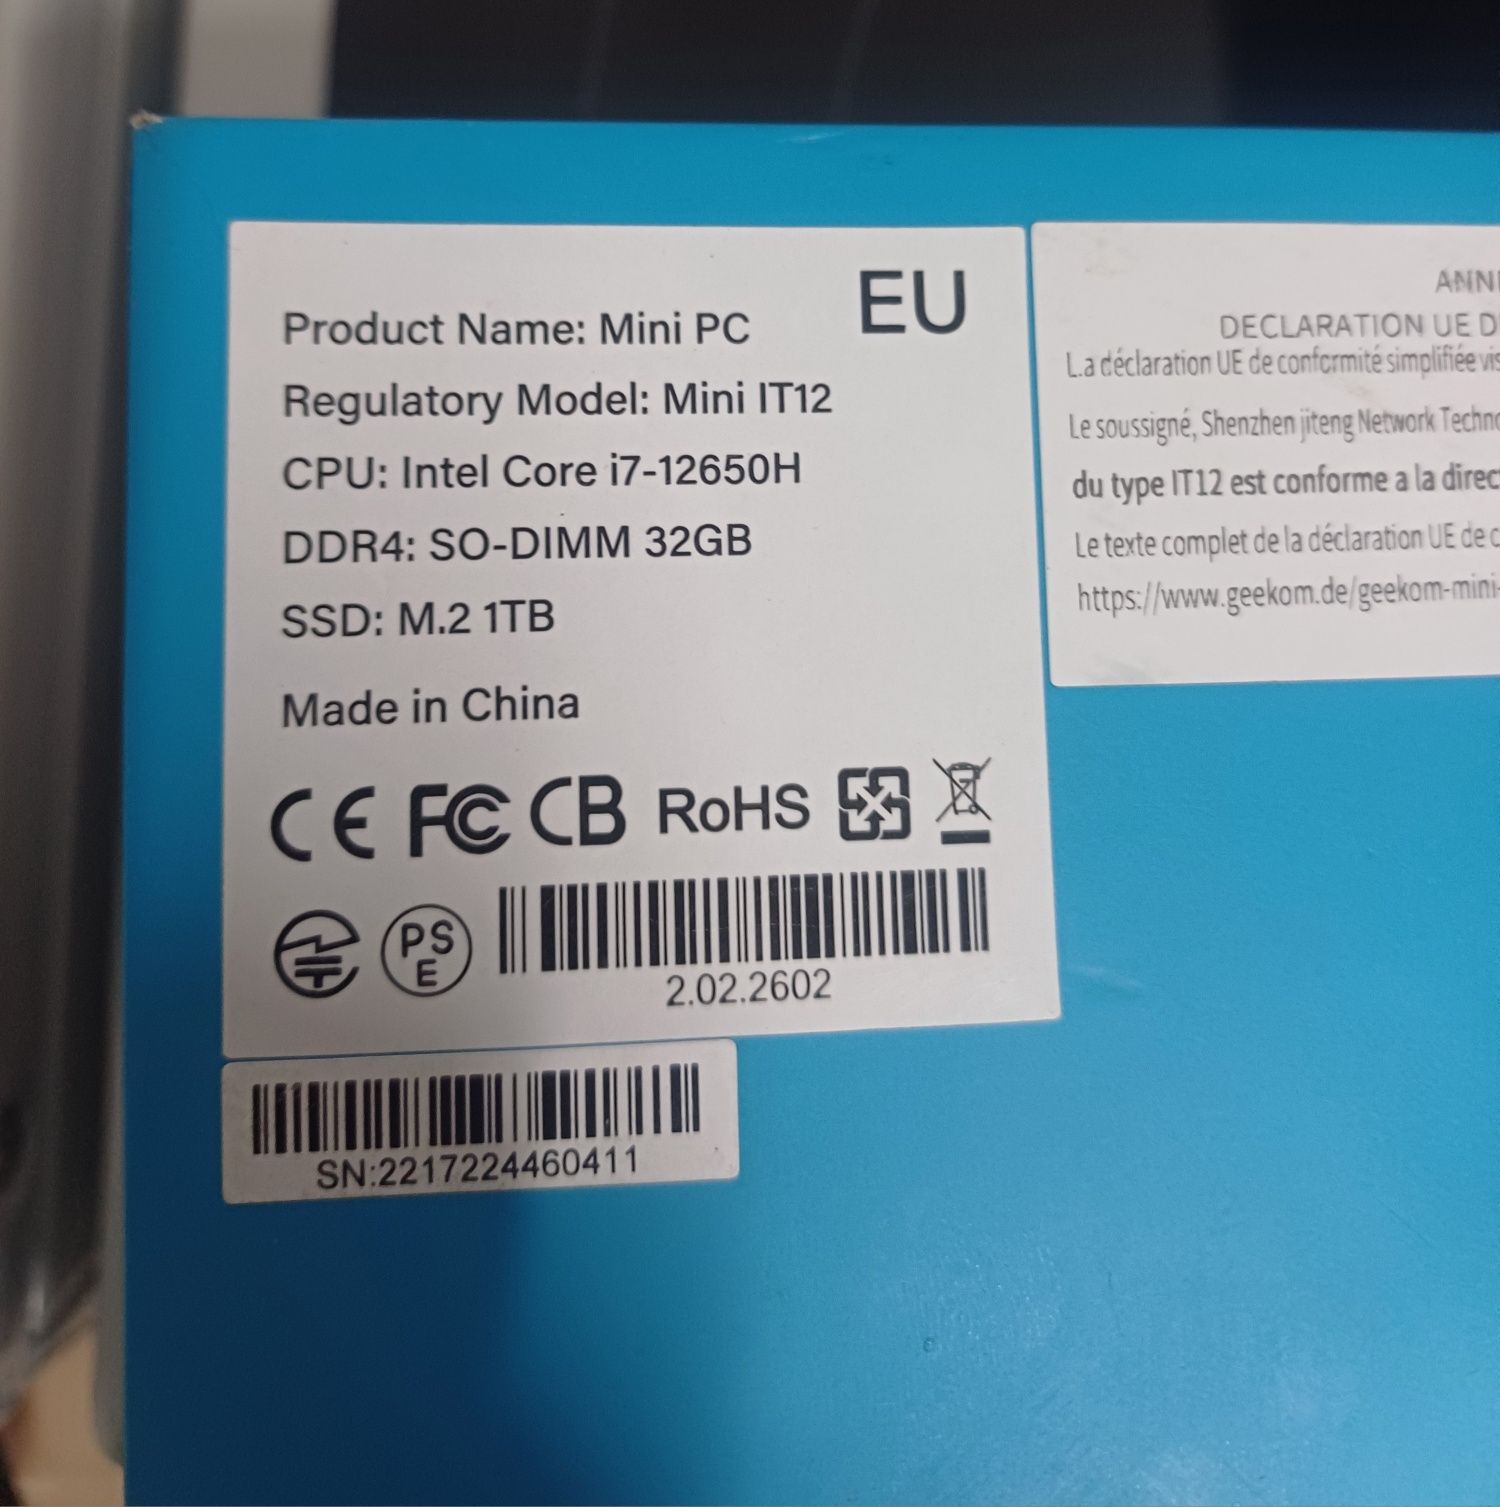 EU
Product Name: Mini PC
Regulatory Model: Mini IT12
CPU: Intel Core i7-12650H
DDR4: SO-DIMM 32GB
SSD: M.2 1TB
Made in China
CE FC CB RoHS
PS
E
2.02.2602
SN:2217224460411
DECLARATION UE
L.a déclaration UE de conformité simplifiée
Le soussigné, Shenzhen jiteng Network
du type IT12 est conforme a la
Le texte complet de la déclaration UE de
https://www.geekom.de/geekom-mini-